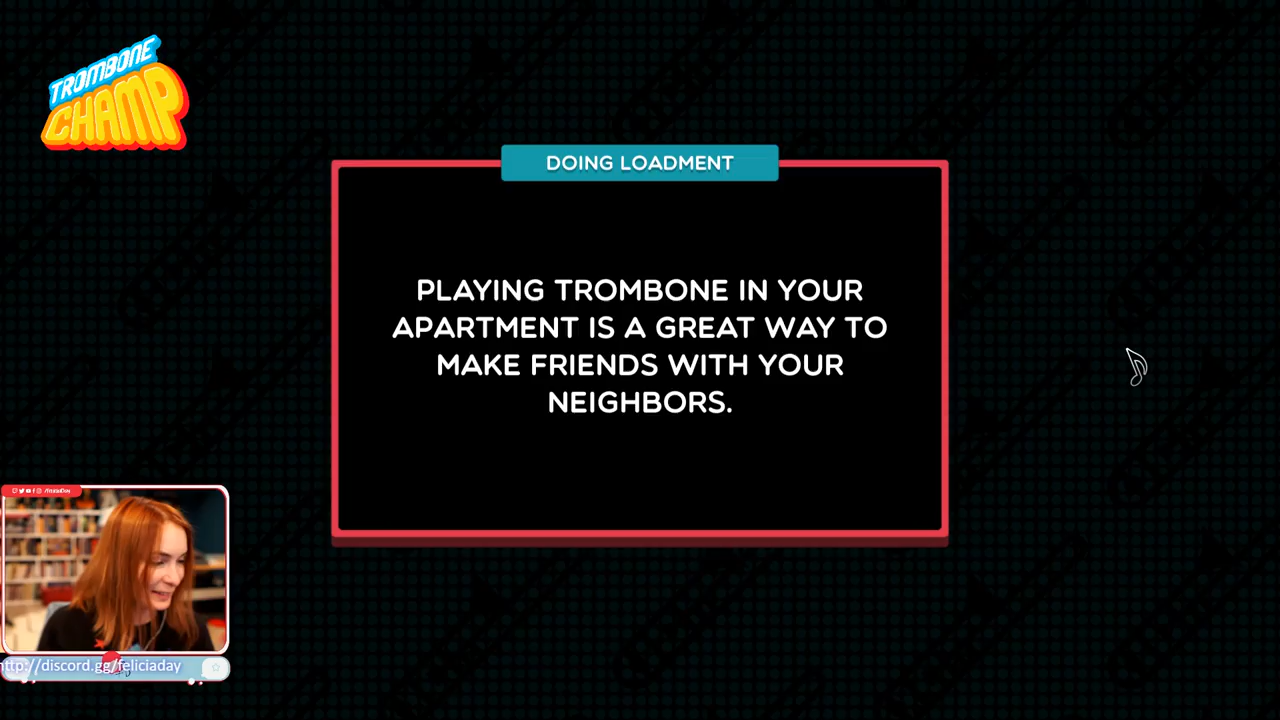 TROMBONE
CHAMP
DOING LOADMENT
PLAYING TROMBONE IN YOUR
APARTMENT IS A GREAT WAY TO
MAKE FRIENDS WITH YOUR
NEIGHBORS.
/feliciaday
http://discord.gg/feliciaday